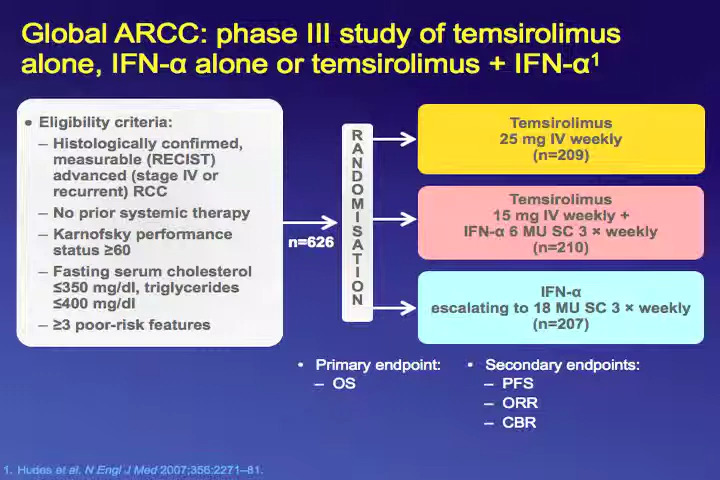 Global ARCC: phase III study of temsirolimus
alone, IFN-α alone or temsirolimus + IFN-α¹
● Eligibility criteria:
– Histologically confirmed,
measurable (RECIST)
advanced (stage IV or
recurrent) RCC
– No prior systemic therapy
– Karnofsky performance
status ≥60
– Fasting serum cholesterol
≤350 mg/dl, triglycerides
≤400 mg/dl
– ≥3 poor-risk features
n=626
RANDOMISATION
Temsirolimus
25 mg IV weekly
(n=209)
Temsirolimus
15 mg IV weekly +
IFN-α 6 MU SC 3 × weekly
(n=210)
IFN-α
escalating to 18 MU SC 3 × weekly
(n=207)
• Primary endpoint:
– OS
• Secondary endpoints:
– PFS
– ORR
– CBR
1. Hudes et al. N Engl J Med 2007;356:2271–81.